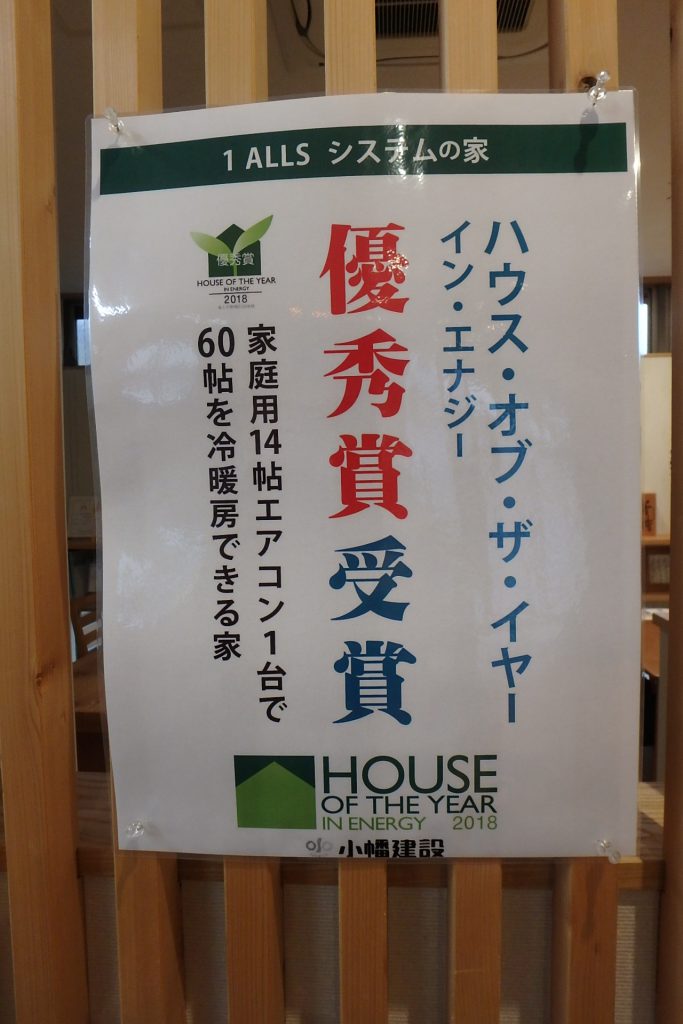 1 ALLS システムの家
ハウス・オブ・ザ・イヤー
イン・エナジー
優秀賞受賞
優秀賞
HOUSE OF THE YEAR
IN ENERGY
2018
家庭用14帖エアコン1台で
60帖を冷暖房できる家
HOUSE
OF THE YEAR
IN ENERGY 2018
小幡建設